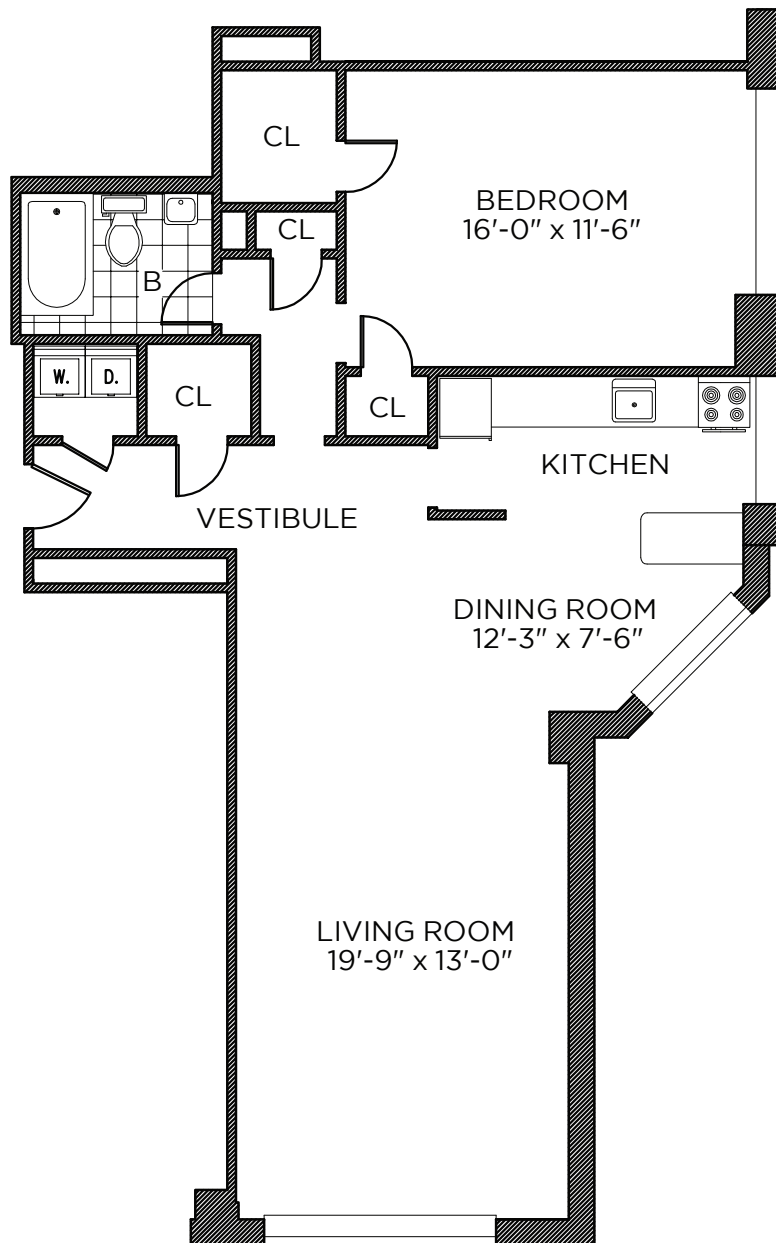 CL
BEDROOM
16'-0" x 11'-6"
CL
B
W. D.
CL
CL
KITCHEN
VESTIBULE
DINING ROOM
12'-3" x 7'-6"
LIVING ROOM
19'-9" x 13'-0"